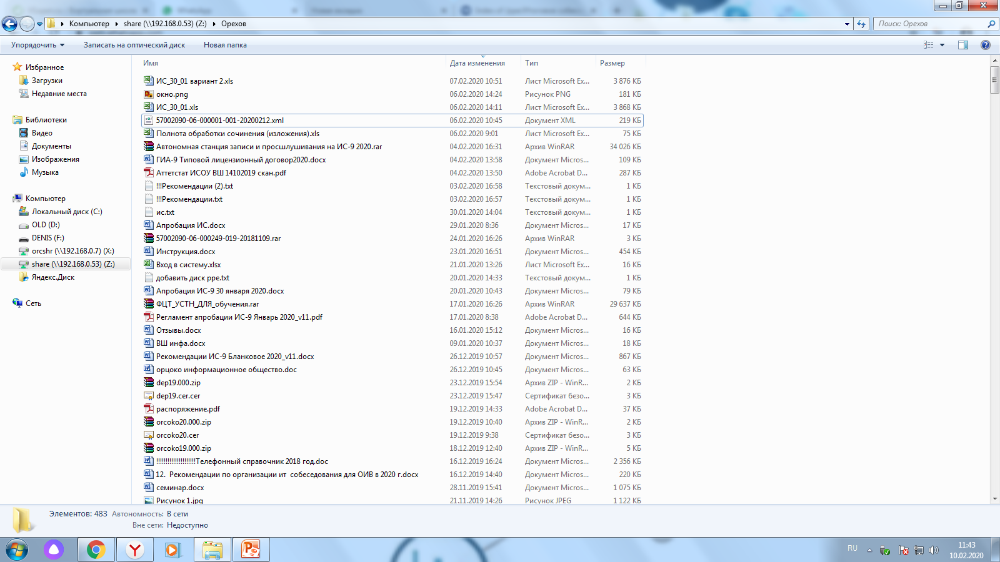 Компьютер ▸ share (\\192.168.0.53) (Z:) ▸ Орехов
Поиск: Орехов
Упорядочить Записать на оптический диск Новая папка
Избранное
Загрузки
Недавние места
Библиотеки
Видео
Документы
Изображения
Музыка
Компьютер
Локальный диск (C:)
OLD (D:)
DENIS (F:)
orcshr (\\192.168.0.7) (X:)
share (\\192.168.0.53) (Z:)
Яндекс.Диск
Сеть
Имя Дата изменения Тип Размер
ИС_30_01 вариант 2.xls 07.02.2020 10:51 Лист Microsoft Ex... 3 876 КБ
окно.png 06.02.2020 14:24 Рисунок PNG 181 КБ
ИС_30_01.xls 06.02.2020 14:11 Лист Microsoft Ex... 3 868 КБ
57002090-06-000001-001-20200212.xml 06.02.2020 10:45 Документ XML 219 КБ
Полнота обработки сочинения (изложения).xls 06.02.2020 9:01 Лист Microsoft Ex... 75 КБ
Автономная станция записи и просшлушивания на ИС-9 2020.rar 04.02.2020 16:31 Архив WinRAR 34 026 КБ
ГИА-9 Типовой лицензионный договор2020.docx 04.02.2020 13:58 Документ Micros... 109 КБ
Аттетстат ИСОУ ВШ 14102019 скан.pdf 04.02.2020 13:50 Adobe Acrobat D... 287 КБ
!!!Рекомендации (2).txt 03.02.2020 16:58 Текстовый докум... 1 КБ
!!!Рекомендации.txt 03.02.2020 16:57 Текстовый докум... 1 КБ
ис.txt 30.01.2020 14:04 Текстовый докум... 1 КБ
Апробация ИС.docx 29.01.2020 8:36 Документ Micros... 17 КБ
57002090-06-000249-019-20181109.rar 24.01.2020 16:26 Архив WinRAR 3 КБ
Инструкция.docx 23.01.2020 16:51 Документ Micros... 454 КБ
Вход в систему.xlsx 21.01.2020 13:26 Лист Microsoft Ex... 16 КБ
добавить диск ppe.txt 20.01.2020 14:33 Текстовый докум... 1 КБ
Апробация ИС-9 30 января 2020.docx 20.01.2020 10:43 Документ Micros... 79 КБ
ФЦТ_УСТН_ДЛЯ_обучения.rar 17.01.2020 16:26 Архив WinRAR 29 637 КБ
Регламент апробации ИС-9 Январь 2020_v11.pdf 17.01.2020 8:38 Adobe Acrobat D... 644 КБ
Отзывы.docx 16.01.2020 15:12 Документ Micros... 16 КБ
ВШ инфа.docx 09.01.2020 10:37 Документ Micros... 18 КБ
Рекомендации ИС-9 Бланковое 2020_v11.docx 26.12.2019 10:57 Документ Micros... 867 КБ
орцоко информационное общество.doc 26.12.2019 10:45 Документ Micros... 63 КБ
dep19.000.zip 23.12.2019 15:54 Архив ZIP - WinR... 2 КБ
dep19.cer.cer 23.12.2019 15:47 Сертификат безо... 3 КБ
распоряжение.pdf 19.12.2019 14:33 Adobe Acrobat D... 37 КБ
orcoko20.000.zip 19.12.2019 10:40 Архив ZIP - WinR... 2 КБ
orcoko20.cer 19.12.2019 9:38 Сертификат безо... 3 КБ
orcoko19.000.zip 18.12.2019 12:40 Архив ZIP - WinR... 5 КБ
!!!!!!!!!!!!!!!!!!!!!Телефонный справочник 2018 год.doc 16.12.2019 16:24 Документ Micros... 2 356 КБ
12. Рекомендации по организации ит собеседования для ОИВ в 2020 г.docx 16.12.2019 14:40 Документ Micros... 220 КБ
семинар.docx 28.11.2019 15:41 Документ Micros... 1 075 КБ
Рисунок 1.jpg 21.11.2019 14:26 Рисунок JPEG 1 122 КБ
Элементов: 483 Автономность: В сети
Вне сети: Недоступно
RU
11:43
10.02.2020